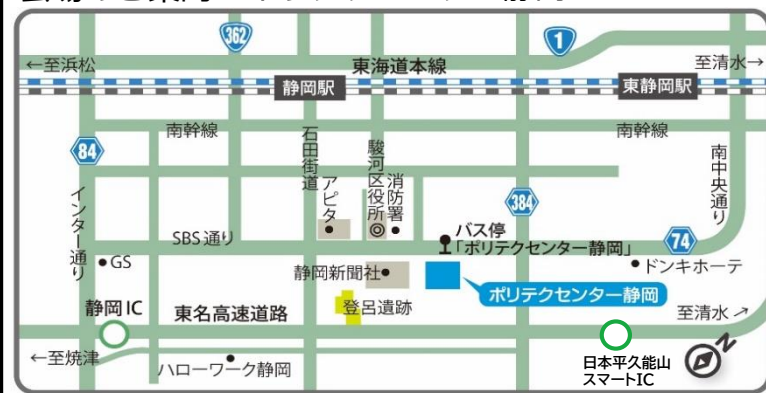 362
1
←至浜松
東海道本線
至清水→
静岡駅
東静岡駅
南幹線
南幹線
84
石田街道
駿河区役所
消防署
アピタ
南中央通り
インター通り
384
バス停
「ポリテクセンター静岡」
74
SBS通り
GS
静岡新聞社
ドンキホーテ
ポリテクセンター静岡
静岡IC
東名高速道路
登呂遺跡
至清水↗
←至焼津
ハローワーク静岡
日本平久能山
スマートIC
N